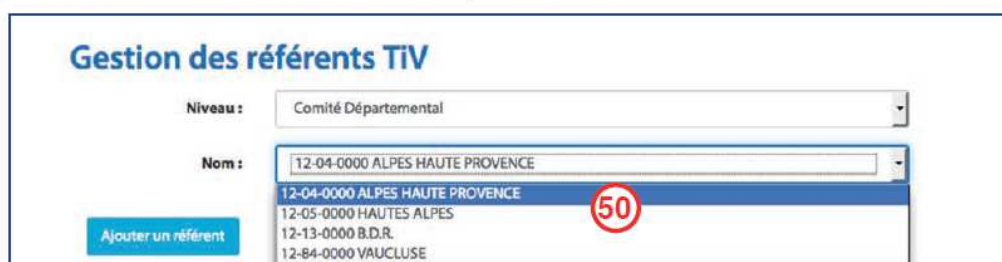 Gestion des référents TiV
Niveau : Comité Départemental
Nom : 12-04-0000 ALPES HAUTE PROVENCE
12-04-0000 ALPES HAUTE PROVENCE
12-05-0000 HAUTES ALPES
50
12-13-0000 B.D.R.
Ajouter un référent
12-84-0000 VAUCLUSE